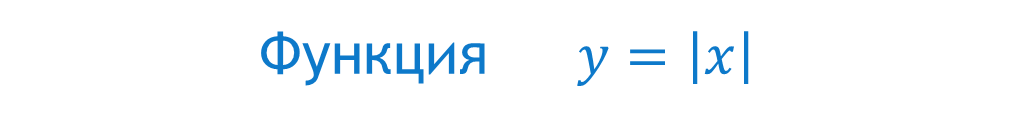 Функция y = |x|